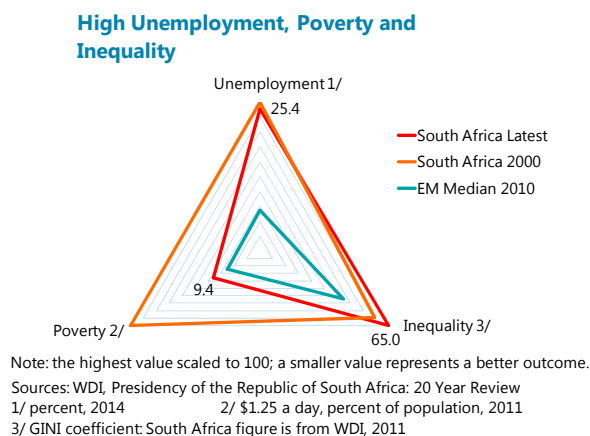 High Unemployment, Poverty and
Inequality
Unemployment 1/
25.4
South Africa Latest
South Africa 2000
EM Median 2010
9.4
Poverty 2/
Inequality 3/
65.0
Note: the highest value scaled to 100; a smaller value represents a better outcome.
Sources: WDI, Presidency of the Republic of South Africa: 20 Year Review
1/ percent, 2014 2/ $1.25 a day, percent of population, 2011
3/ GINI coefficient: South Africa figure is from WDI, 2011